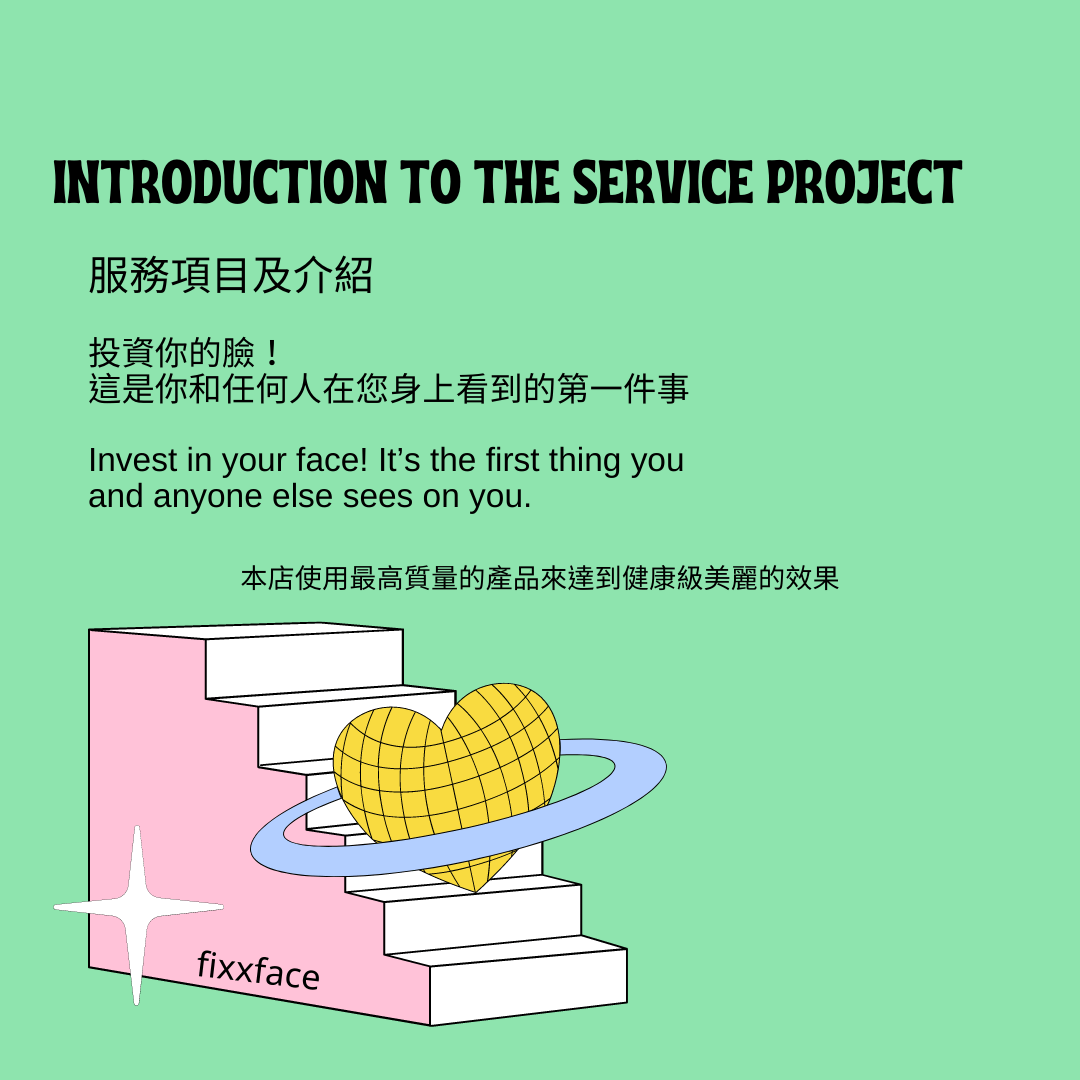 INTRODUCTION TO THE SERVICE PROJECT
服務項目及介紹
投資你的臉！
這是你和任何人在您身上看到的第一件事
Invest in your face! It’s the first thing you
and anyone else sees on you.
本店使用最高質量的產品來達到健康級美麗的效果
fixxface